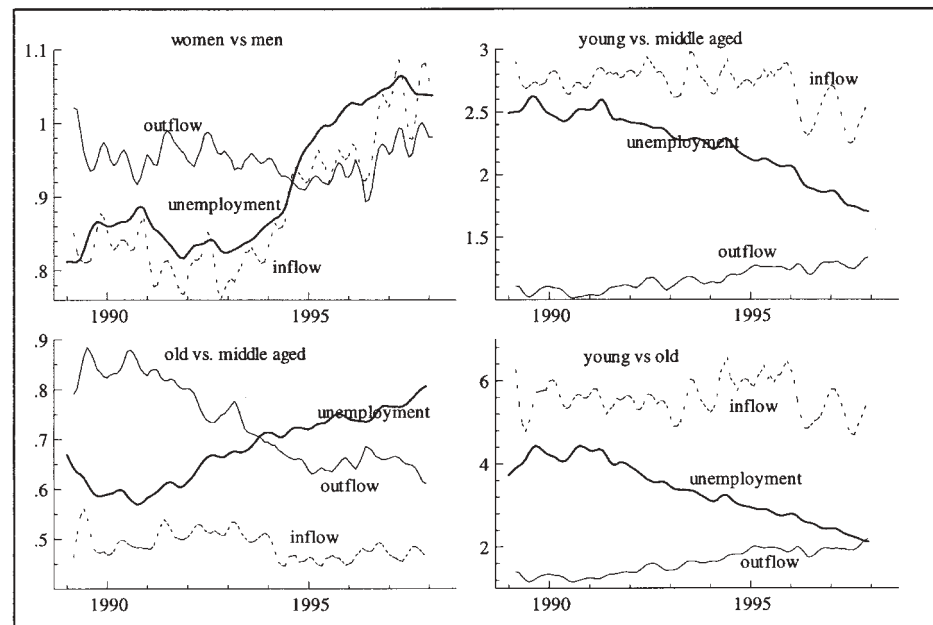 women vs men
1.1
1
.9
.8
outflow
unemployment
inflow
1990
1995
young vs. middle aged
3
2.5
2
1.5
1
inflow
unemployment
outflow
1990
1995
old vs. middle aged
.9
.8
.7
.6
.5
unemployment
outflow
inflow
1990
1995
young vs old
6
4
2
inflow
unemployment
outflow
1990
1995